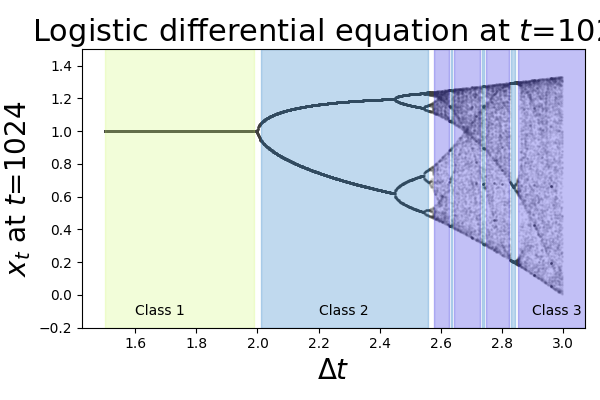 Logistic differential equation at t=102
1.4
1.2
1.0
0.8
0.6
0.4
0.2
0.0
−0.2
x_t at t=1024
Class 1
Class 2
Class 3
1.6 1.8 2.0 2.2 2.4 2.6 2.8 3.0
Δt